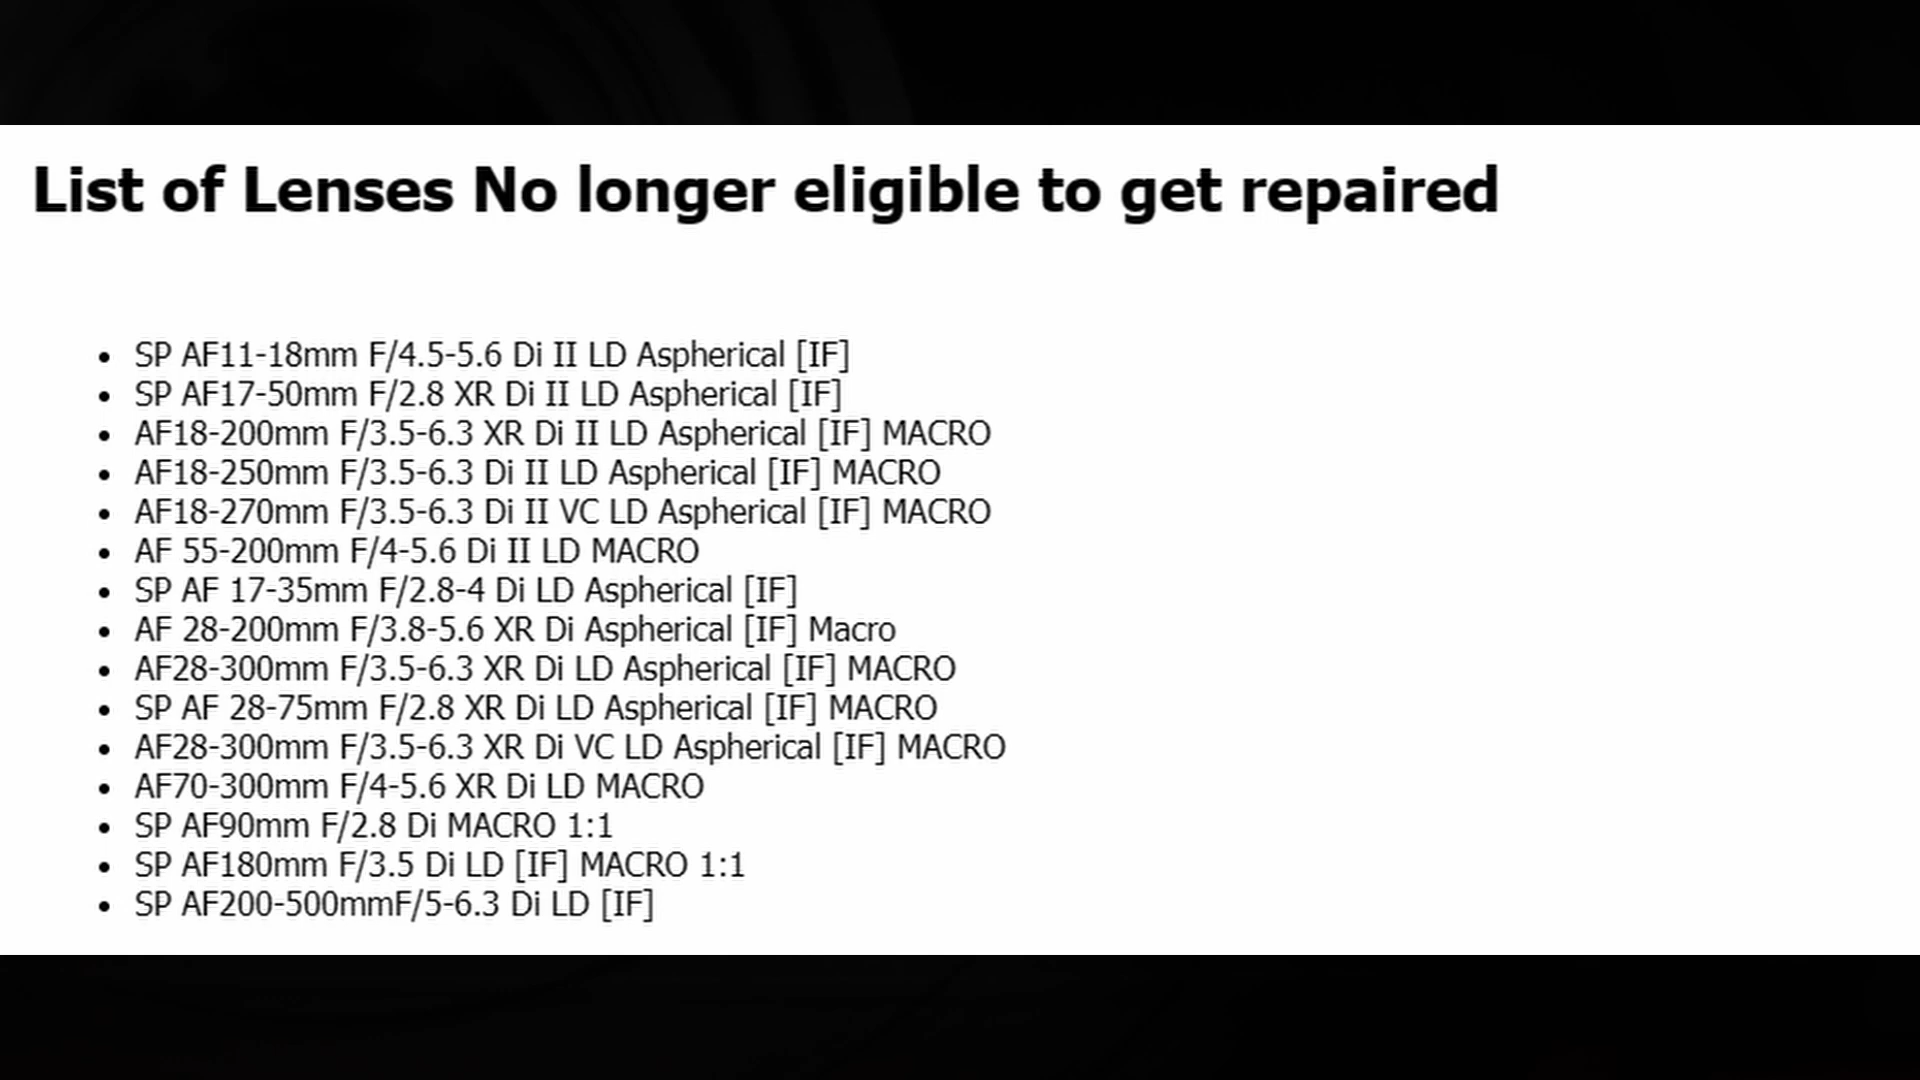 List of Lenses No longer eligible to get repaired
• SP AF11-18mm F/4.5-5.6 Di II LD Aspherical [IF]
• SP AF17-50mm F/2.8 XR Di II LD Aspherical [IF]
• AF18-200mm F/3.5-6.3 XR Di II LD Aspherical [IF] MACRO
• AF18-250mm F/3.5-6.3 Di II LD Aspherical [IF] MACRO
• AF18-270mm F/3.5-6.3 Di II VC LD Aspherical [IF] MACRO
• AF 55-200mm F/4-5.6 Di II LD MACRO
• SP AF 17-35mm F/2.8-4 Di LD Aspherical [IF]
• AF 28-200mm F/3.8-5.6 XR Di Aspherical [IF] Macro
• AF28-300mm F/3.5-6.3 XR Di LD Aspherical [IF] MACRO
• SP AF 28-75mm F/2.8 XR Di LD Aspherical [IF] MACRO
• AF28-300mm F/3.5-6.3 XR Di VC LD Aspherical [IF] MACRO
• AF70-300mm F/4-5.6 XR Di LD MACRO
• SP AF90mm F/2.8 Di MACRO 1:1
• SP AF180mm F/3.5 Di LD [IF] MACRO 1:1
• SP AF200-500mmF/5-6.3 Di LD [IF]